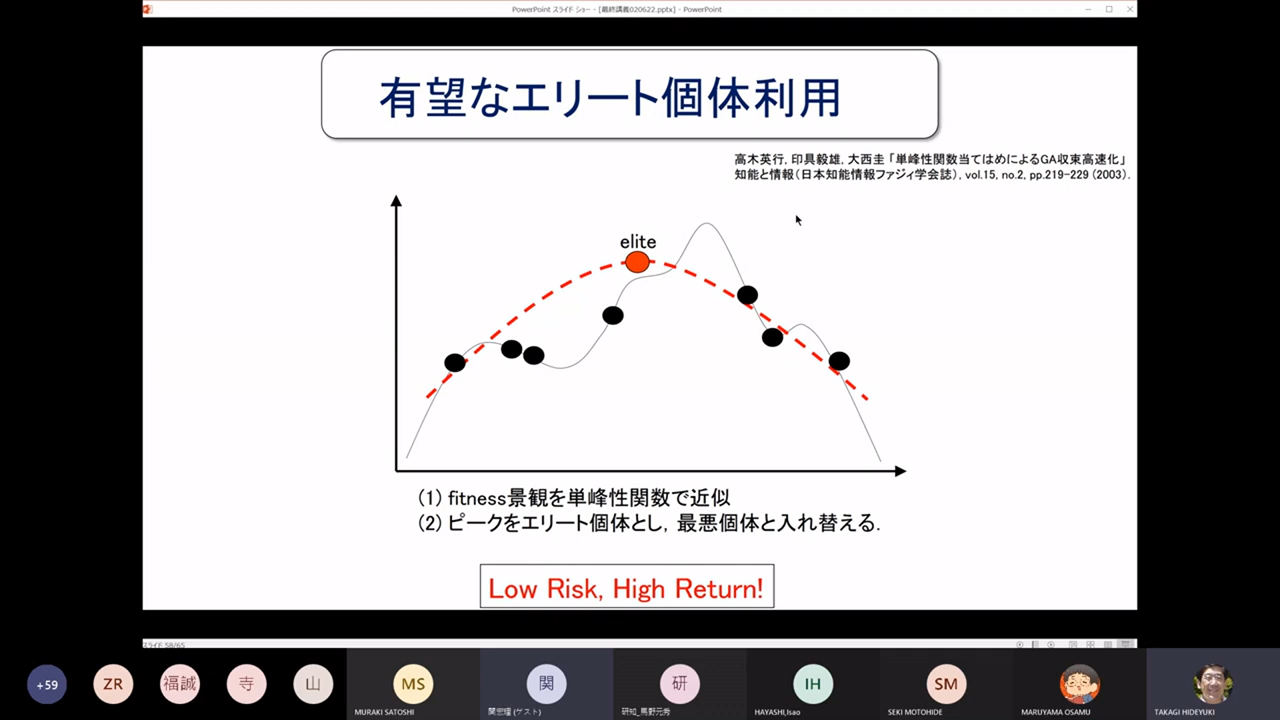 PowerPoint スライド ショー - [最終講義020622.pptx] - PowerPoint
有望なエリート個体利用
高木英行, 印具毅雄, 大西圭 「単峰性関数当てはめによるGA収束高速化」
知能と情報 (日本知能情報ファジィ学会誌), vol.15, no.2, pp.219-229 (2003).
elite
(1) fitness景観を単峰性関数で近似
(2) ピークをエリート個体とし, 最悪個体と入れ替える.
Low Risk, High Return!
スライド 58/65
+59
ZR
福誠
寺
山
MS
関
研
IH
SM
MURAKI SATOSHI
HAYASHI,Isao
SEKI MOTOHIDE
MARUYAMA OSAMU
TAKAGI HIDEYUKI